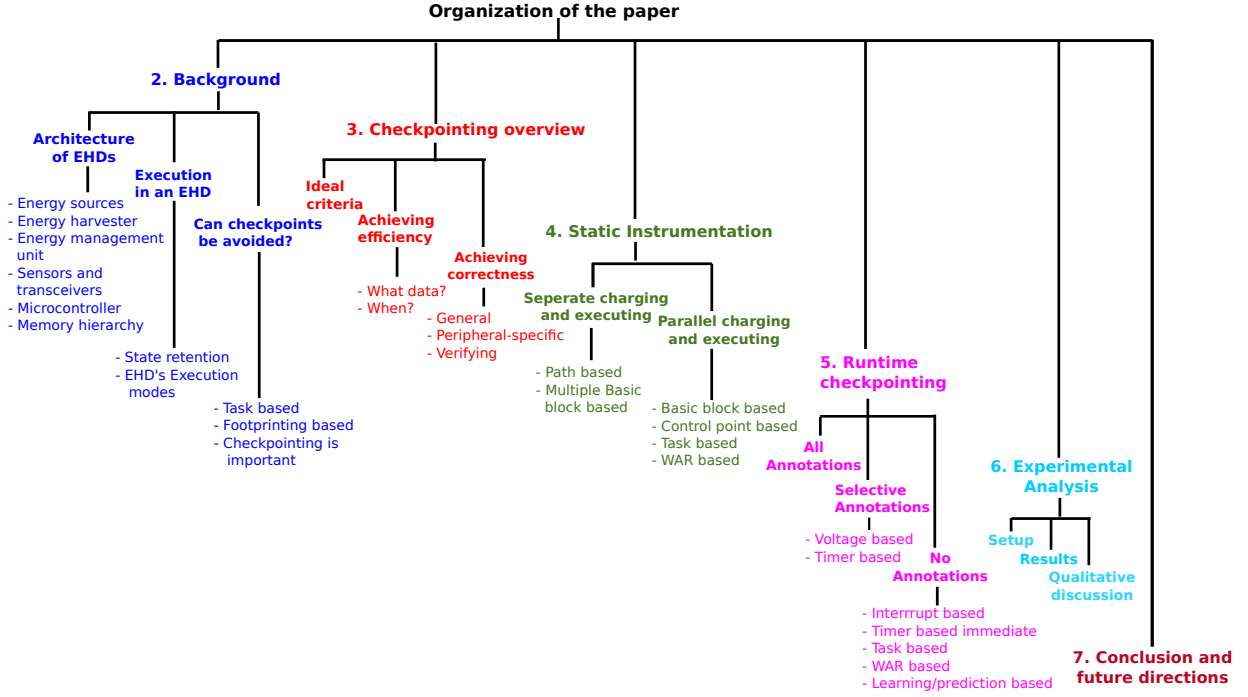 Organization of the paper
2. Background
Architecture
of EHDs
- Energy sources
- Energy harvester
- Energy management
unit
- Sensors and
transceivers
- Microcontroller
- Memory hierarchy
Execution
in an EHD
- State retention
- EHD's Execution
modes
Can checkpoints
be avoided?
- Task based
- Footprinting based
- Checkpointing is
important
3. Checkpointing overview
Ideal
criteria
Achieving
efficiency
- What data?
- When?
Achieving
correctness
- General
- Peripheral-specific
- Verifying
4. Static Instrumentation
Seperate charging
and executing
- Path based
- Multiple Basic
block based
Parallel charging
and executing
- Basic block based
- Control point based
- Task based
- WAR based
5. Runtime
checkpointing
All
Annotations
Selective
Annotations
- Voltage based
- Timer based
No
Annotations
- Interrrupt based
- Timer based immediate
- Task based
- WAR based
- Learning/prediction based
6. Experimental
Analysis
Setup
Results
Qualitative
discussion
7. Conclusion and
future directions